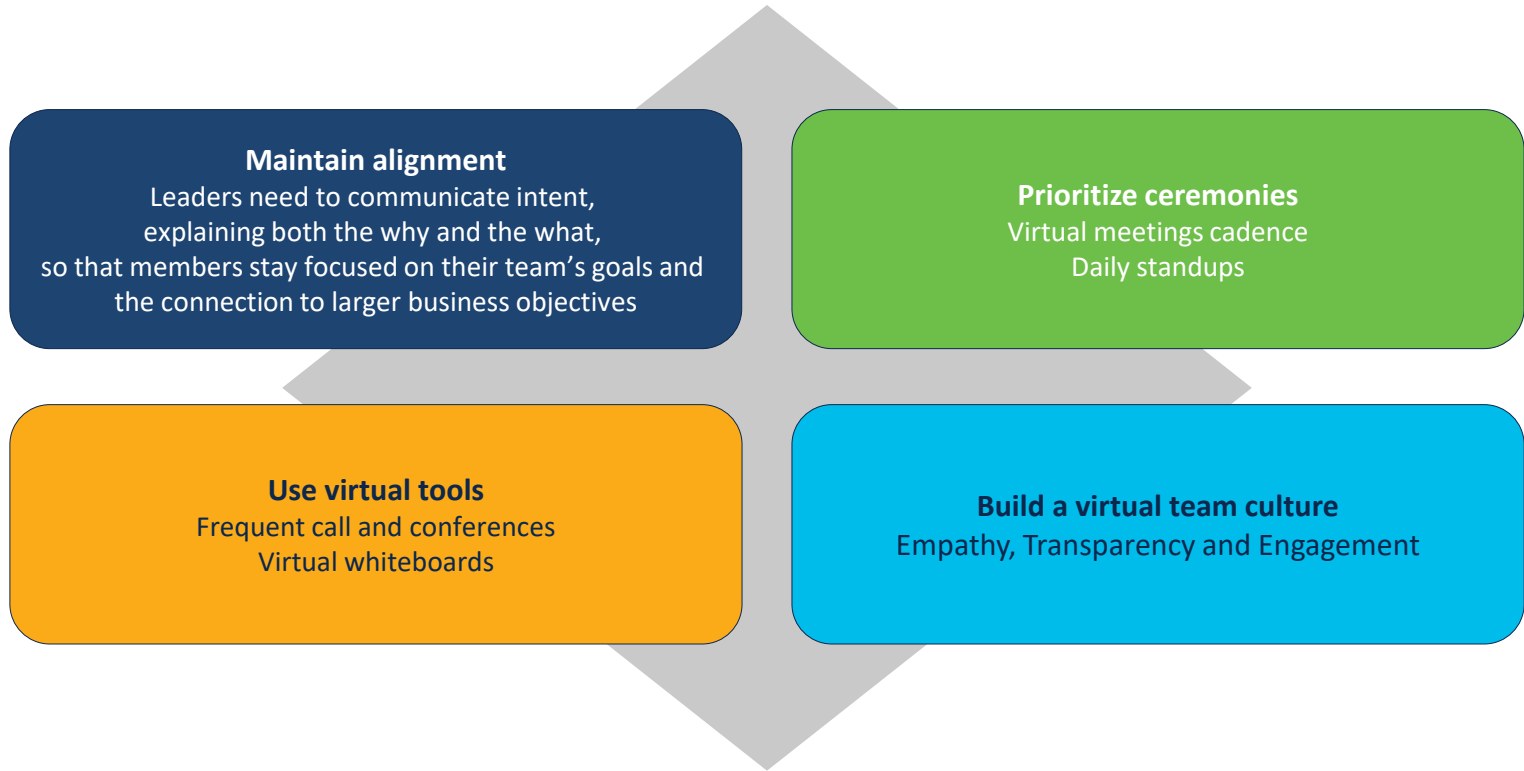 Maintain alignment
Leaders need to communicate intent,
explaining both the why and the what,
so that members stay focused on their team’s goals and
the connection to larger business objectives
Prioritize ceremonies
Virtual meetings cadence
Daily standups
Use virtual tools
Frequent call and conferences
Virtual whiteboards
Build a virtual team culture
Empathy, Transparency and Engagement